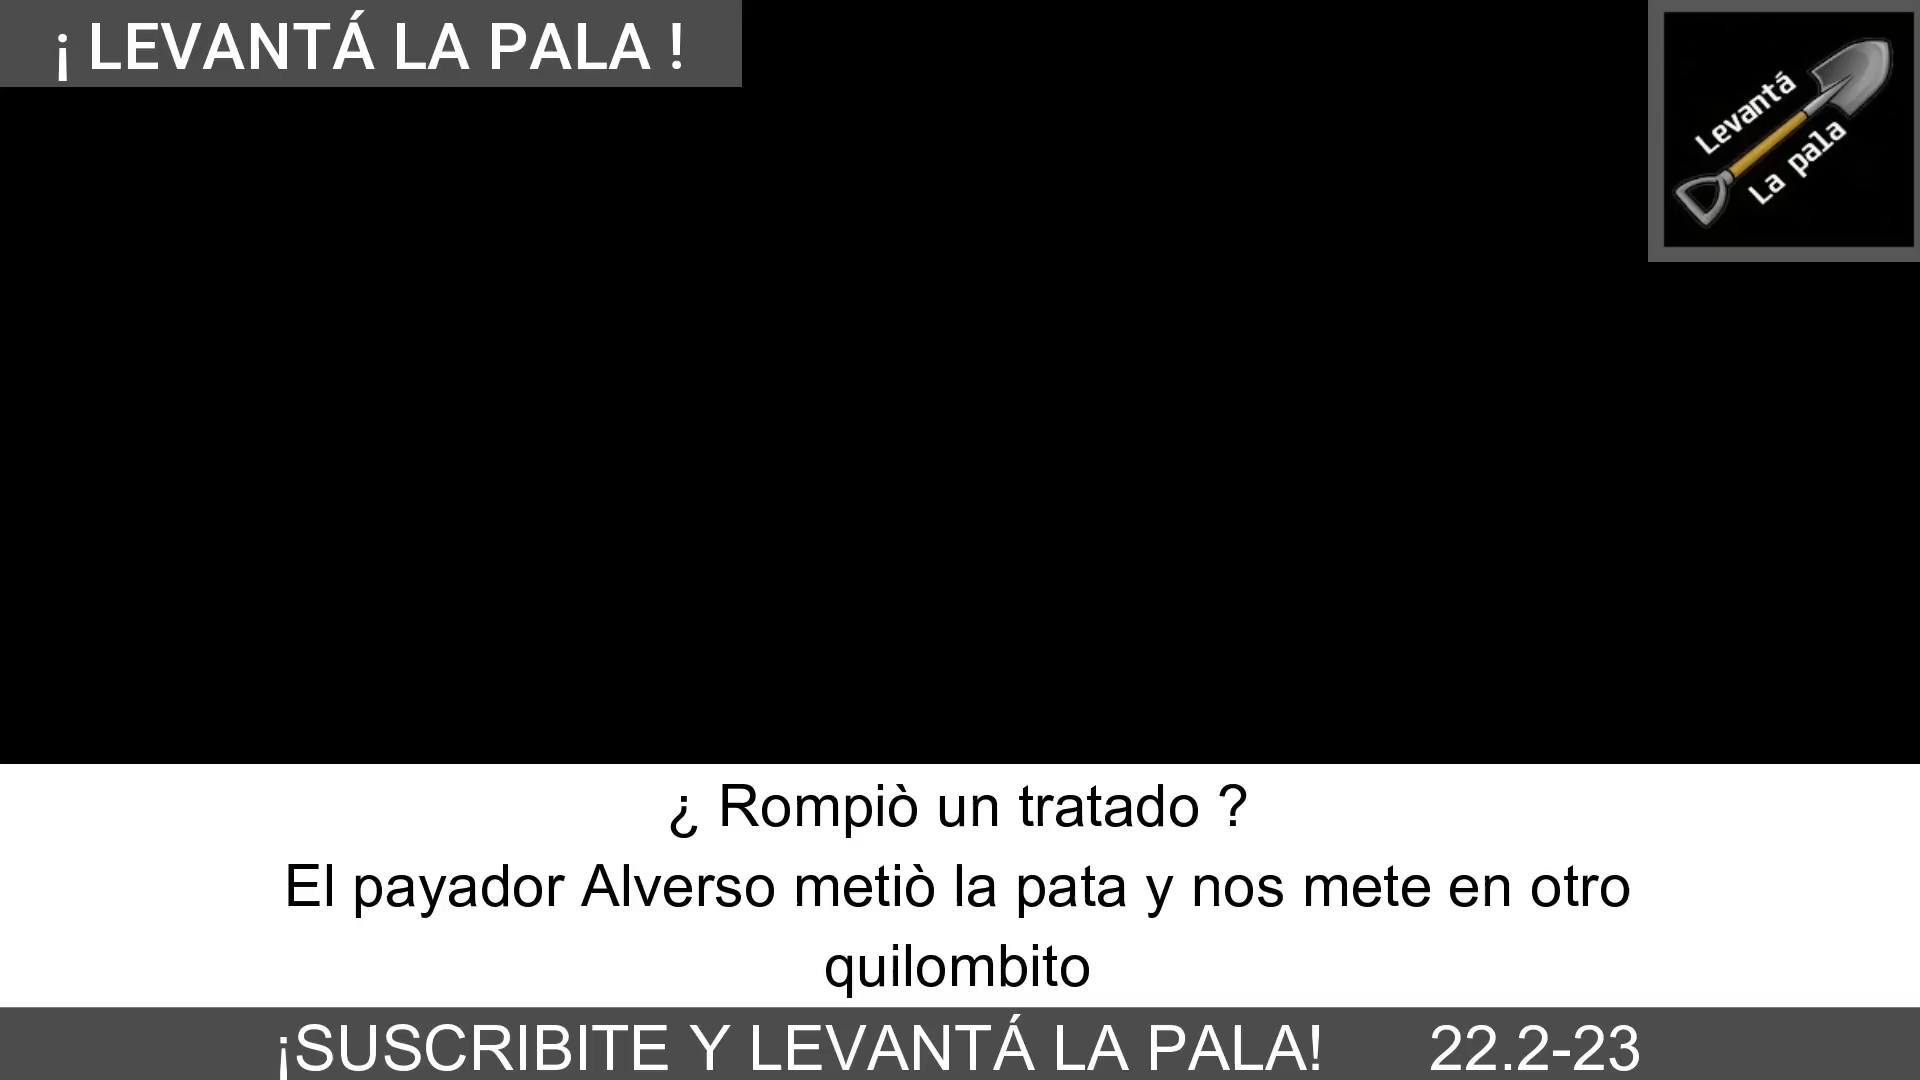 ¡ LEVANTÁ LA PALA !
Levantá
La pala
¿ Rompiò un tratado ?
El payador Alverso metiò la pata y nos mete en otro
quilombito
¡SUSCRIBITE Y LEVANTÁ LA PALA! 22.2-23